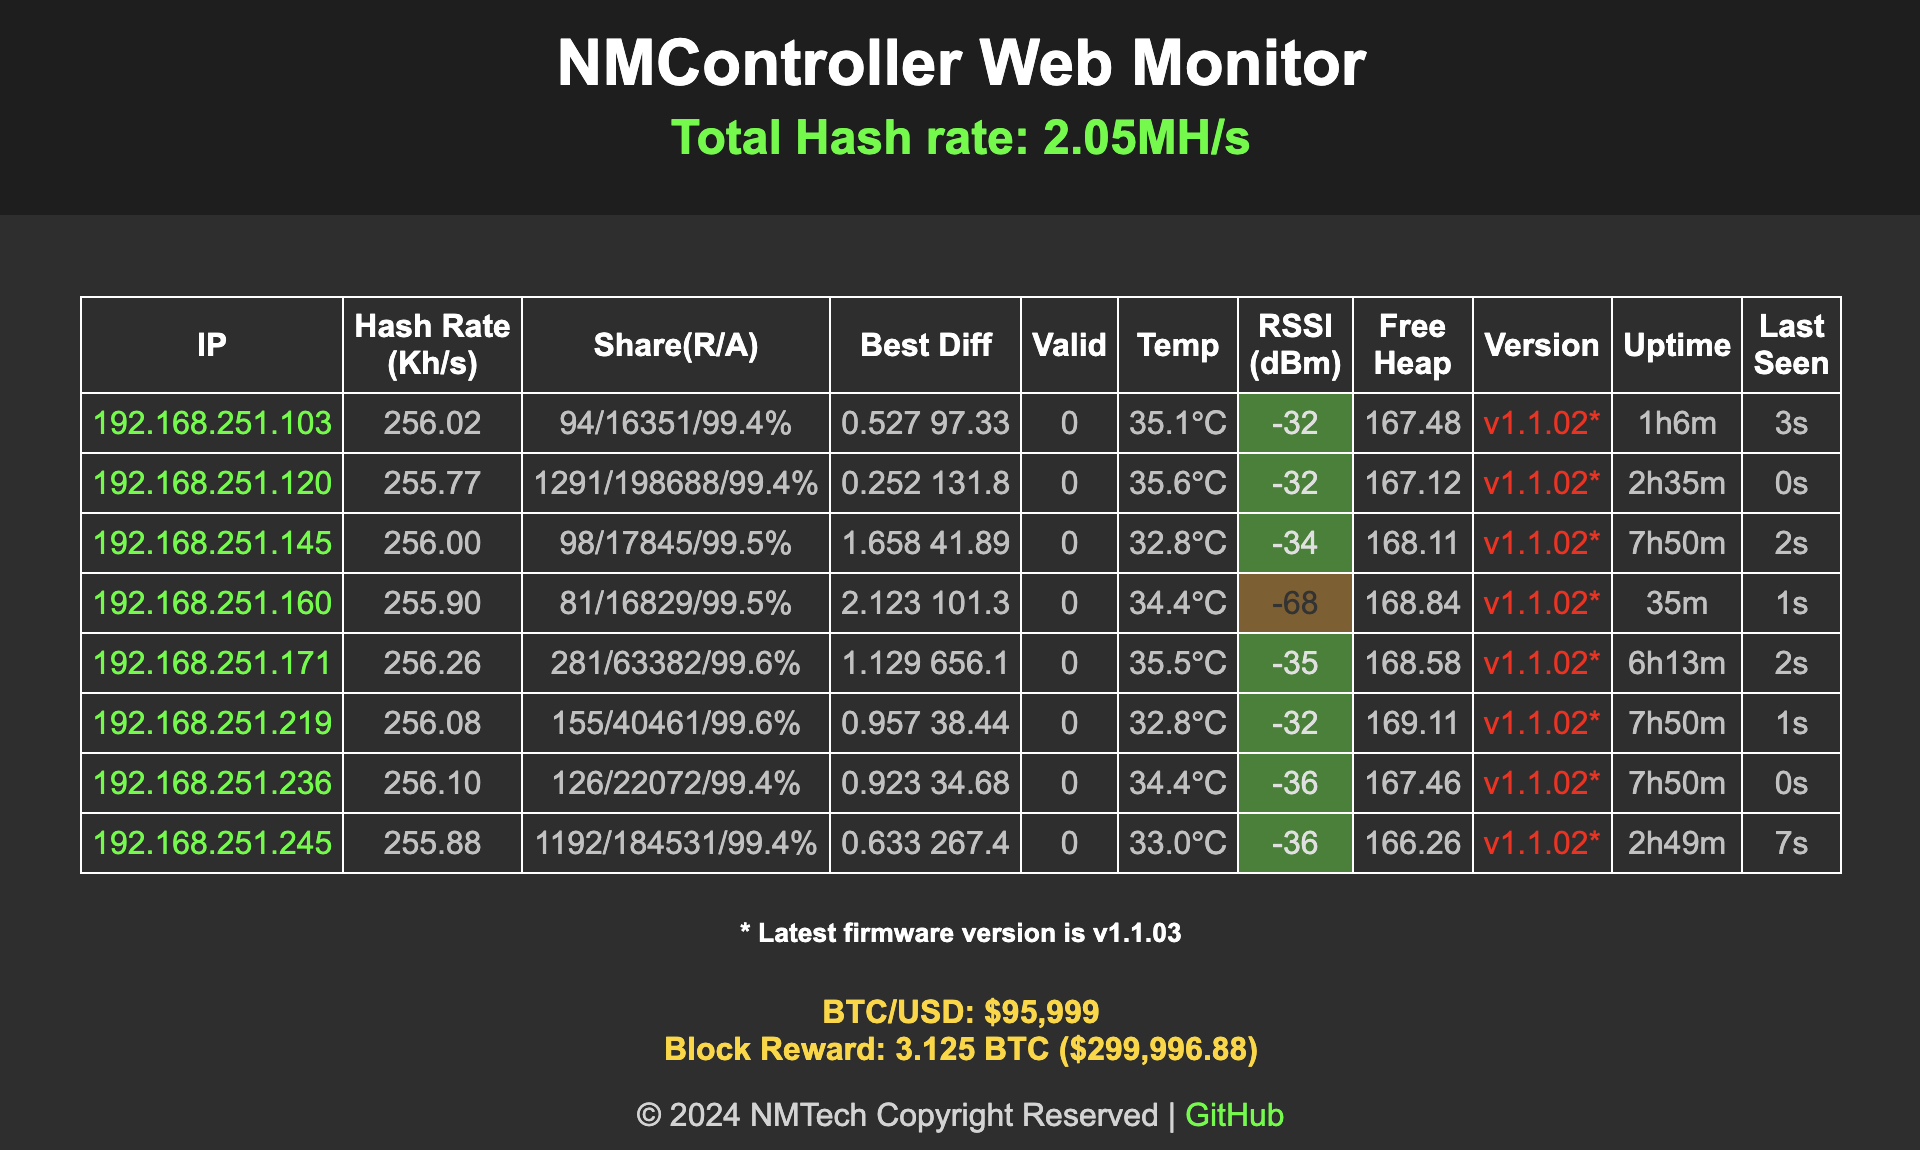 NMController Web Monitor
Total Hash rate: 2.05MH/s
IP Hash Rate (Kh/s) Share(R/A) Best Diff Valid Temp RSSI (dBm) Free Heap Version Uptime Last Seen
192.168.251.103 256.02 94/16351/99.4% 0.527 97.33 0 35.1°C -32 167.48 v1.1.02* 1h6m 3s
192.168.251.120 255.77 1291/198688/99.4% 0.252 131.8 0 35.6°C -32 167.12 v1.1.02* 2h35m 0s
192.168.251.145 256.00 98/17845/99.5% 1.658 41.89 0 32.8°C -34 168.11 v1.1.02* 7h50m 2s
192.168.251.160 255.90 81/16829/99.5% 2.123 101.3 0 34.4°C -68 168.84 v1.1.02* 35m 1s
192.168.251.171 256.26 281/63382/99.6% 1.129 656.1 0 35.5°C -35 168.58 v1.1.02* 6h13m 2s
192.168.251.219 256.08 155/40461/99.6% 0.957 38.44 0 32.8°C -32 169.11 v1.1.02* 7h50m 1s
192.168.251.236 256.10 126/22072/99.4% 0.923 34.68 0 34.4°C -36 167.46 v1.1.02* 7h50m 0s
192.168.251.245 255.88 1192/184531/99.4% 0.633 267.4 0 33.0°C -36 166.26 v1.1.02* 2h49m 7s
* Latest firmware version is v1.1.03
BTC/USD: $95,999
Block Reward: 3.125 BTC ($299,996.88)
© 2024 NMTech Copyright Reserved | GitHub